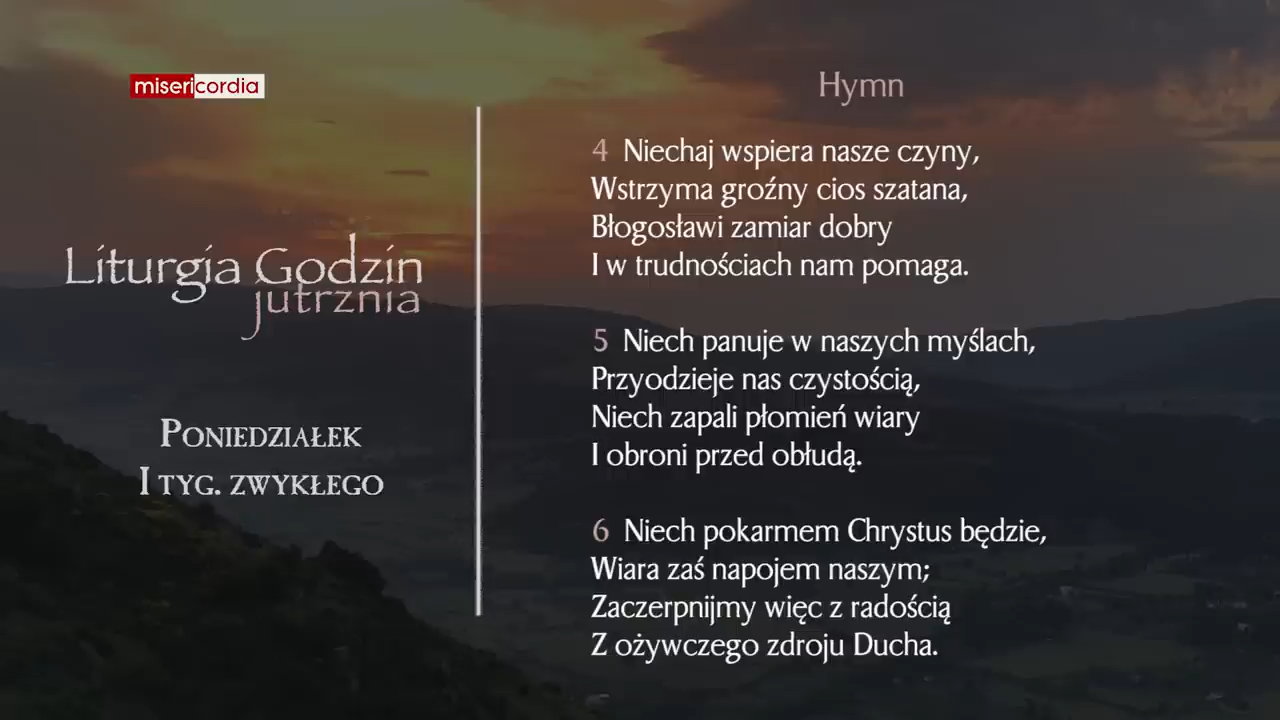 misericordia
Liturgia Godzin
jutrznia
Poniedziałek
I tyg. zwykłego
Hymn
4 Niechaj wspiera nasze czyny,
Wstrzyma groźny cios szatana,
Błogosławi zamiar dobry
I w trudnościach nam pomaga.
5 Niech panuje w naszych myślach,
Przyodzieje nas czystością,
Niech zapali płomień wiary
I obroni przed obłudą.
6 Niech pokarmem Chrystus będzie,
Wiara zaś napojem naszym;
Zaczerpnijmy więc z radością
Z ożywczego zdroju Ducha.